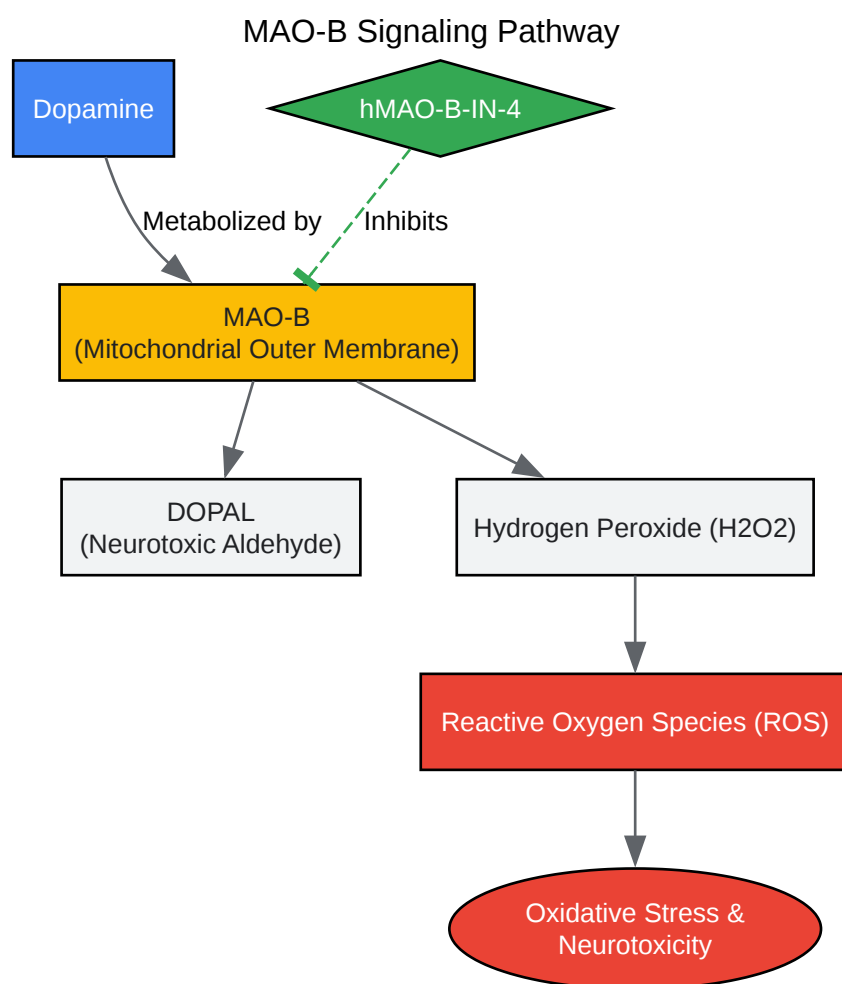 MAO-B Signaling Pathway
Dopamine
hMAO-B-IN-4
Metabolized by
Inhibits
MAO-B
(Mitochondrial Outer Membrane)
DOPAL
(Neurotoxic Aldehyde)
Hydrogen Peroxide (H2O2)
Reactive Oxygen Species (ROS)
Oxidative Stress &
Neurotoxicity